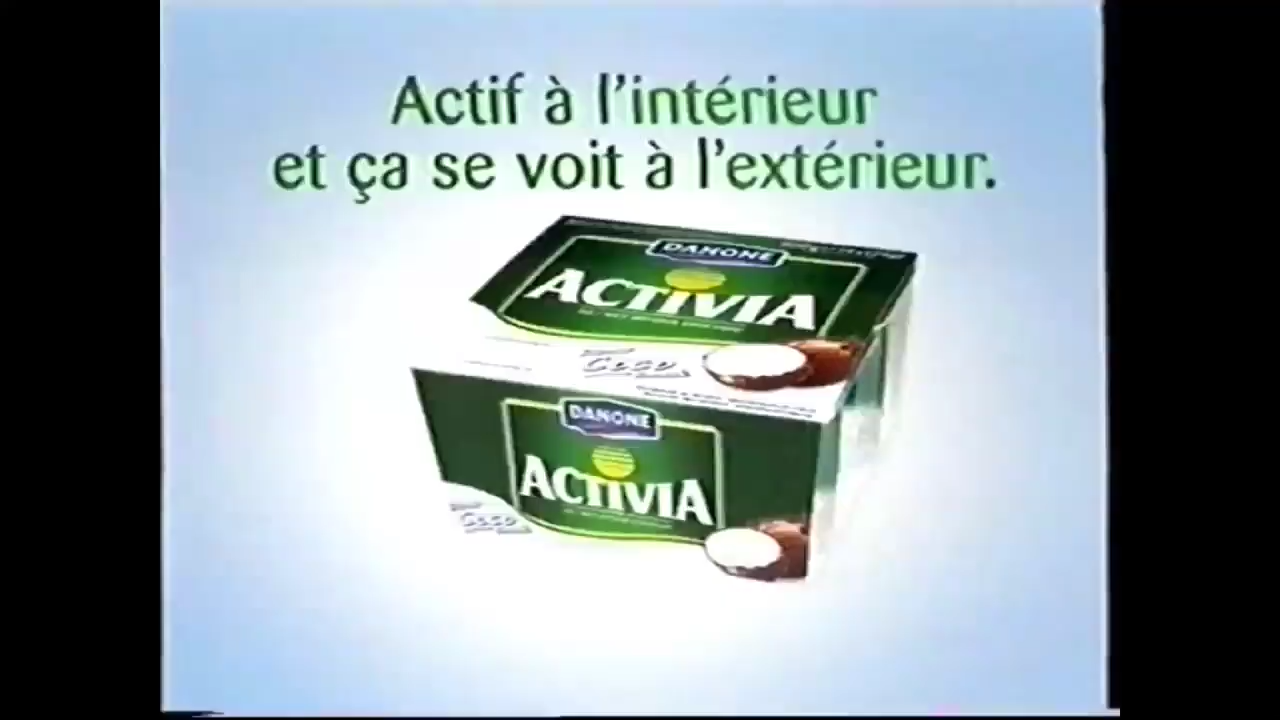 Actif à l'intérieur
et ça se voit à l'extérieur.
DANONE
ACTIVIA
Coco
DANONE
ACTIVIA
Coco